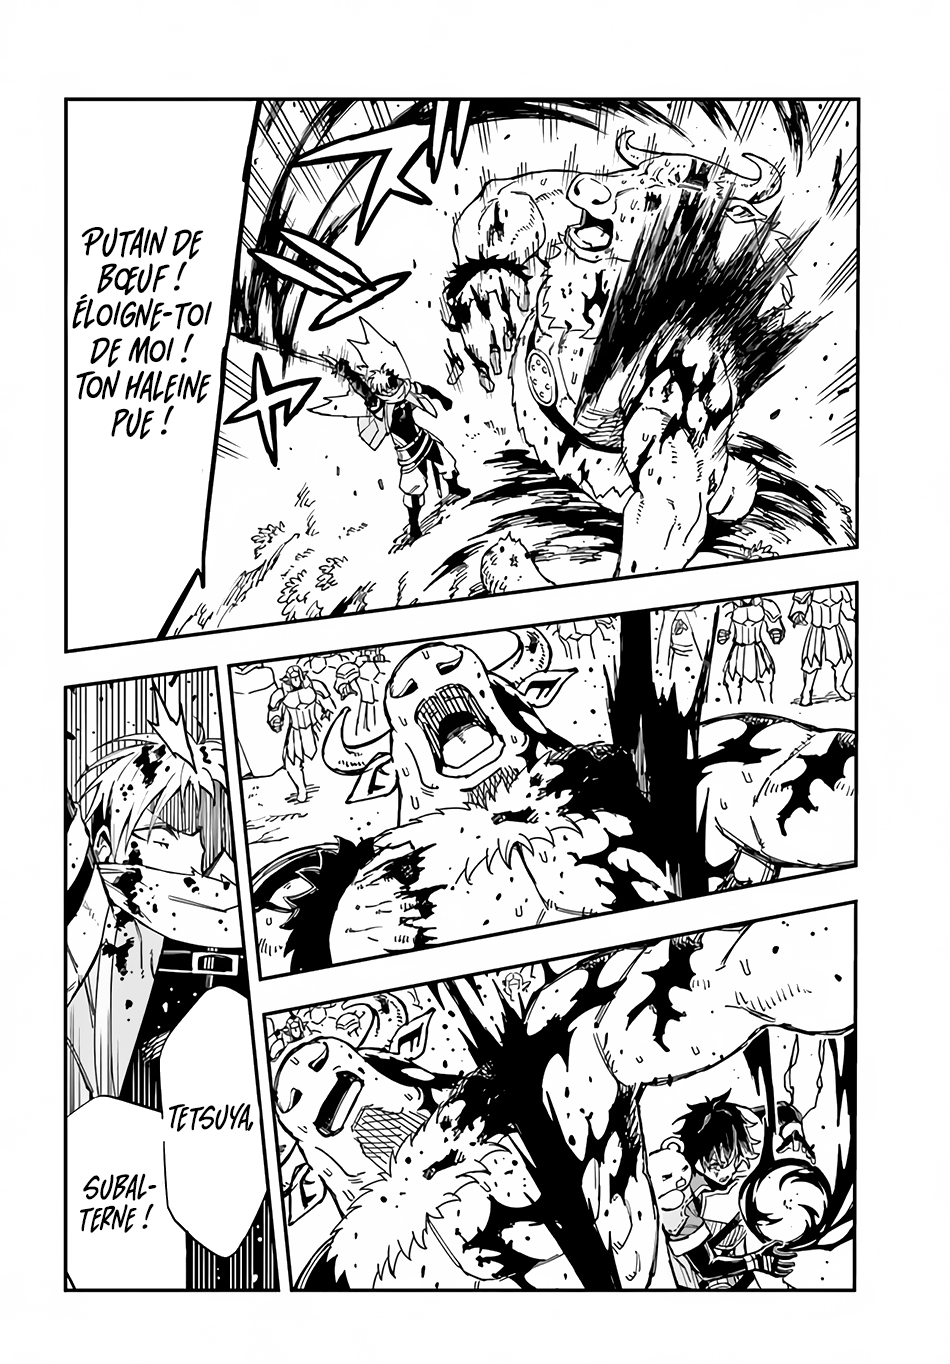 PUTAIN DE
BŒUF !
ÉLOIGNE-TOI
DE MOI !
TON HALEINE
PUE !
TETSUYA,
SUBAL-
TERNE !